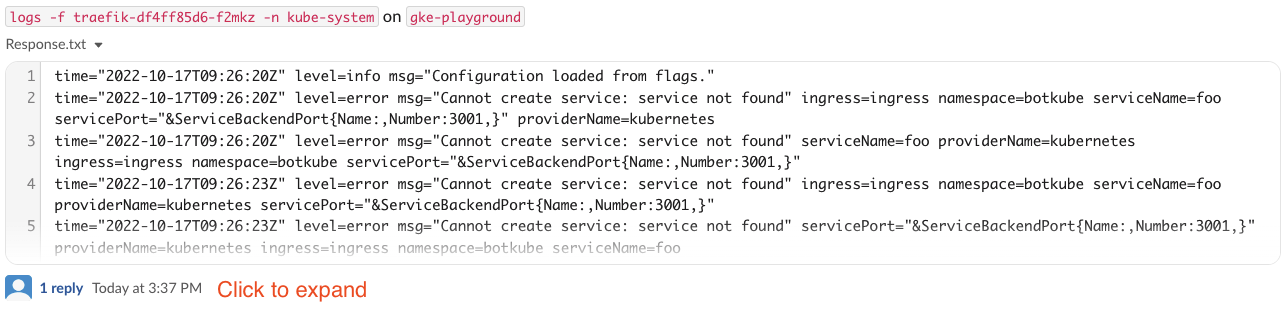 logs -f traefik-df4ff85d6-f2mkz -n kube-system on gke-playground
Response.txt
1 time="2022-10-17T09:26:20Z" level=info msg="Configuration loaded from flags."
2 time="2022-10-17T09:26:20Z" level=error msg="Cannot create service: service not found" ingress=ingress namespace=botkube serviceName=foo
servicePort="&ServiceBackendPort{Name:,Number:3001,}" providerName=kubernetes
3 time="2022-10-17T09:26:20Z" level=error msg="Cannot create service: service not found" serviceName=foo providerName=kubernetes
ingress=ingress namespace=botkube servicePort="&ServiceBackendPort{Name:,Number:3001,}"
4 time="2022-10-17T09:26:23Z" level=error msg="Cannot create service: service not found" ingress=ingress namespace=botkube serviceName=foo
providerName=kubernetes servicePort="&ServiceBackendPort{Name:,Number:3001,}"
5 time="2022-10-17T09:26:23Z" level=error msg="Cannot create service: service not found" servicePort="&ServiceBackendPort{Name:,Number:3001,}"
providerName=kubernetes ingress=ingress namespace=botkube serviceName=foo
1 reply Today at 3:37 PM Click to expand